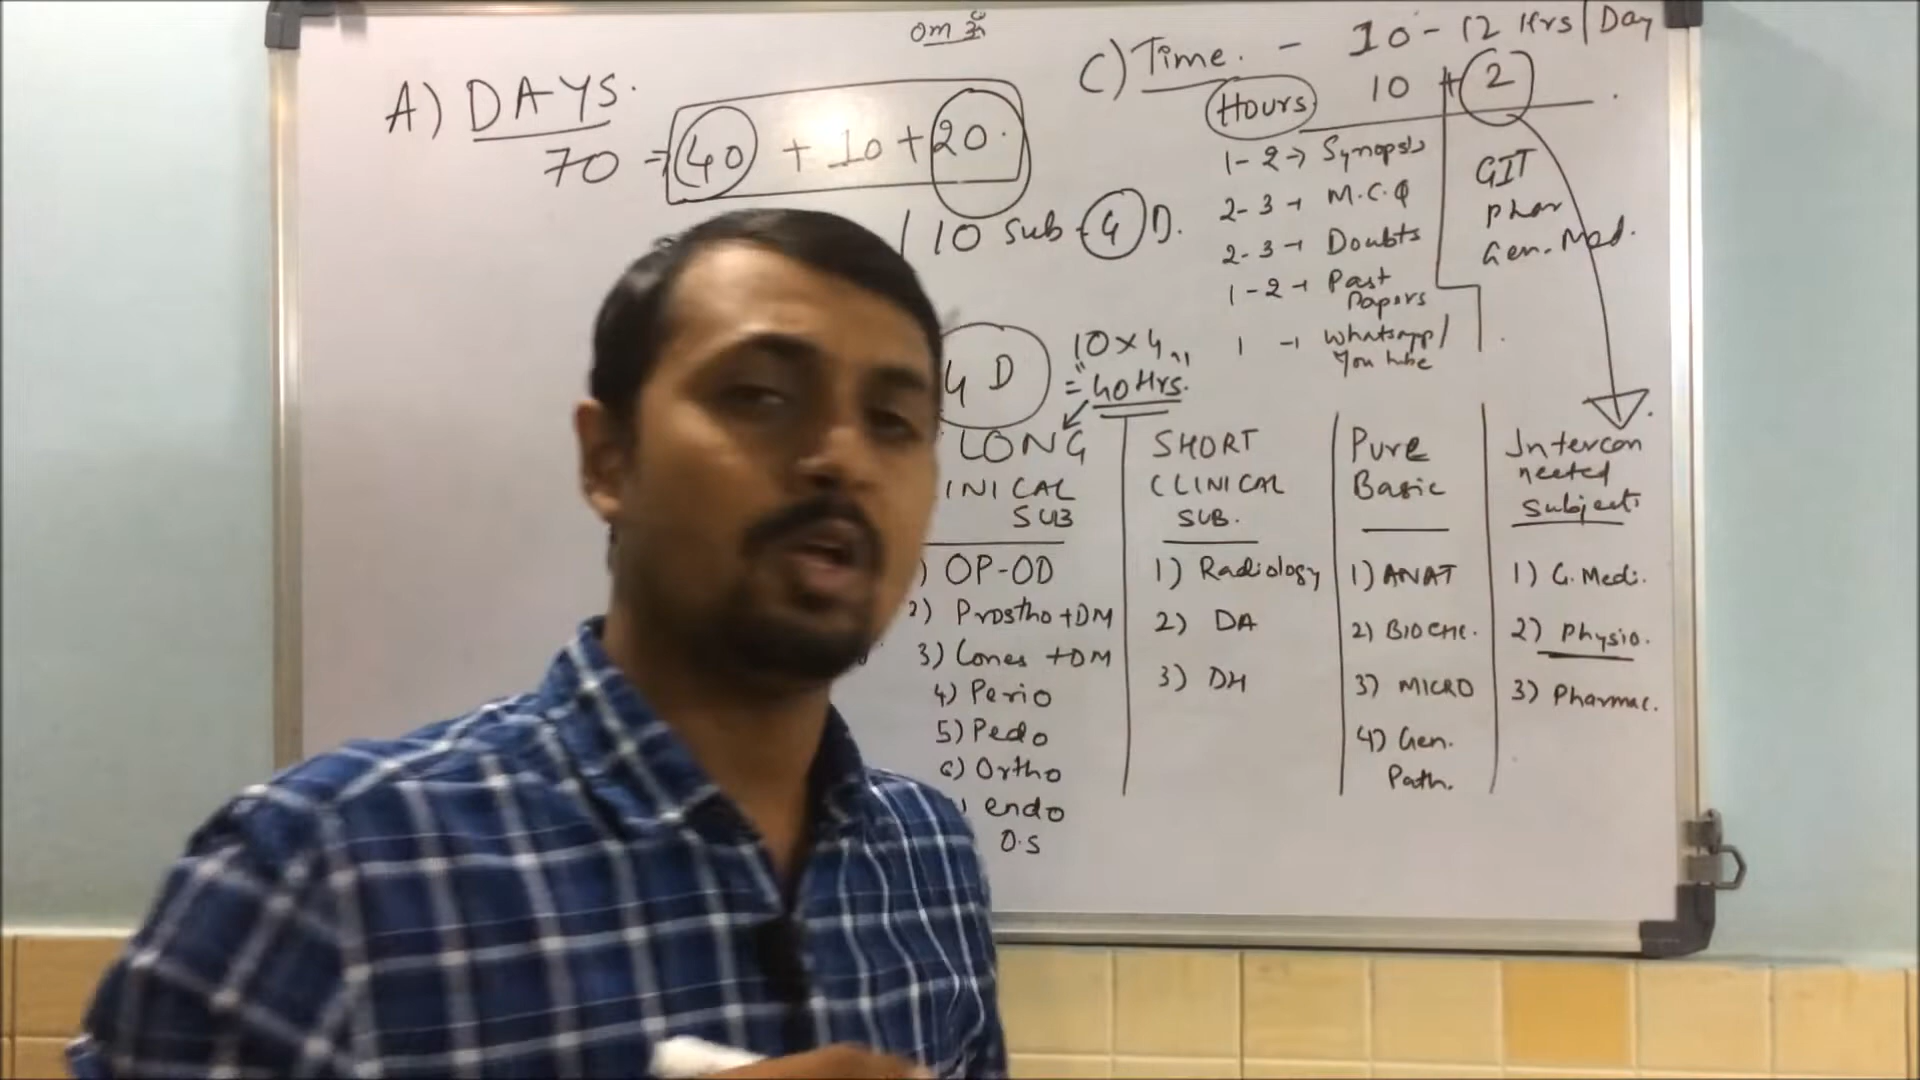 om ॐ
A) DAYS.
70 = 40 + 10 + 20.
10 Sub - 4 D.
C) Time. - 10-12 Hrs/Day
Hours 10 + 2
1-2 → Synopsis
2-3 → M.C.Q
2-3 → Doubts
1-2 → Past
Papers
1 → Whatsapp/
Youtube
GIT
Phar
Gen. Med.
4 D
10 x 4
= 40 Hrs.
LONG
INICAL
SUB
) OP-OD
2) Prostho + DM
3) Cones + DM
4) Perio
5) Pedo
6) Ortho
) endo
O.S
SHORT
CLINICAL
SUB.
1) Radiology
2) DA
3) DH
Pure
Basic
1) ANAT
2) BIOCHE.
3) MICRO
4) Gen.
Path.
Intercon
nected
Subjects
1) G. Medi.
2) Physio.
3) Pharmac.